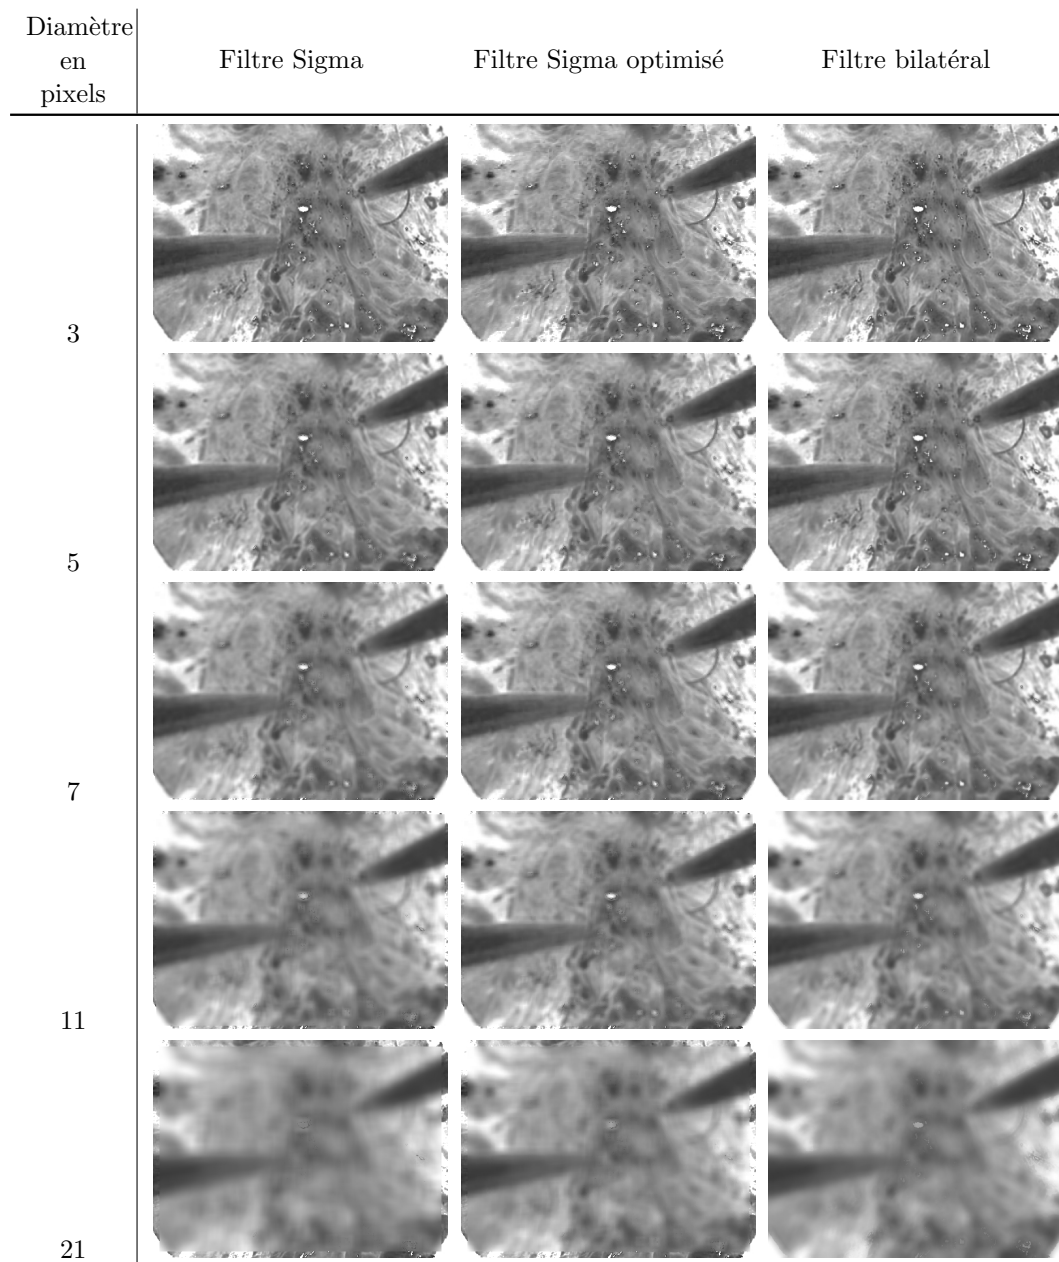 Diamètre
en
pixels
Filtre Sigma
Filtre Sigma optimisé
Filtre bilatéral
3
5
7
11
21